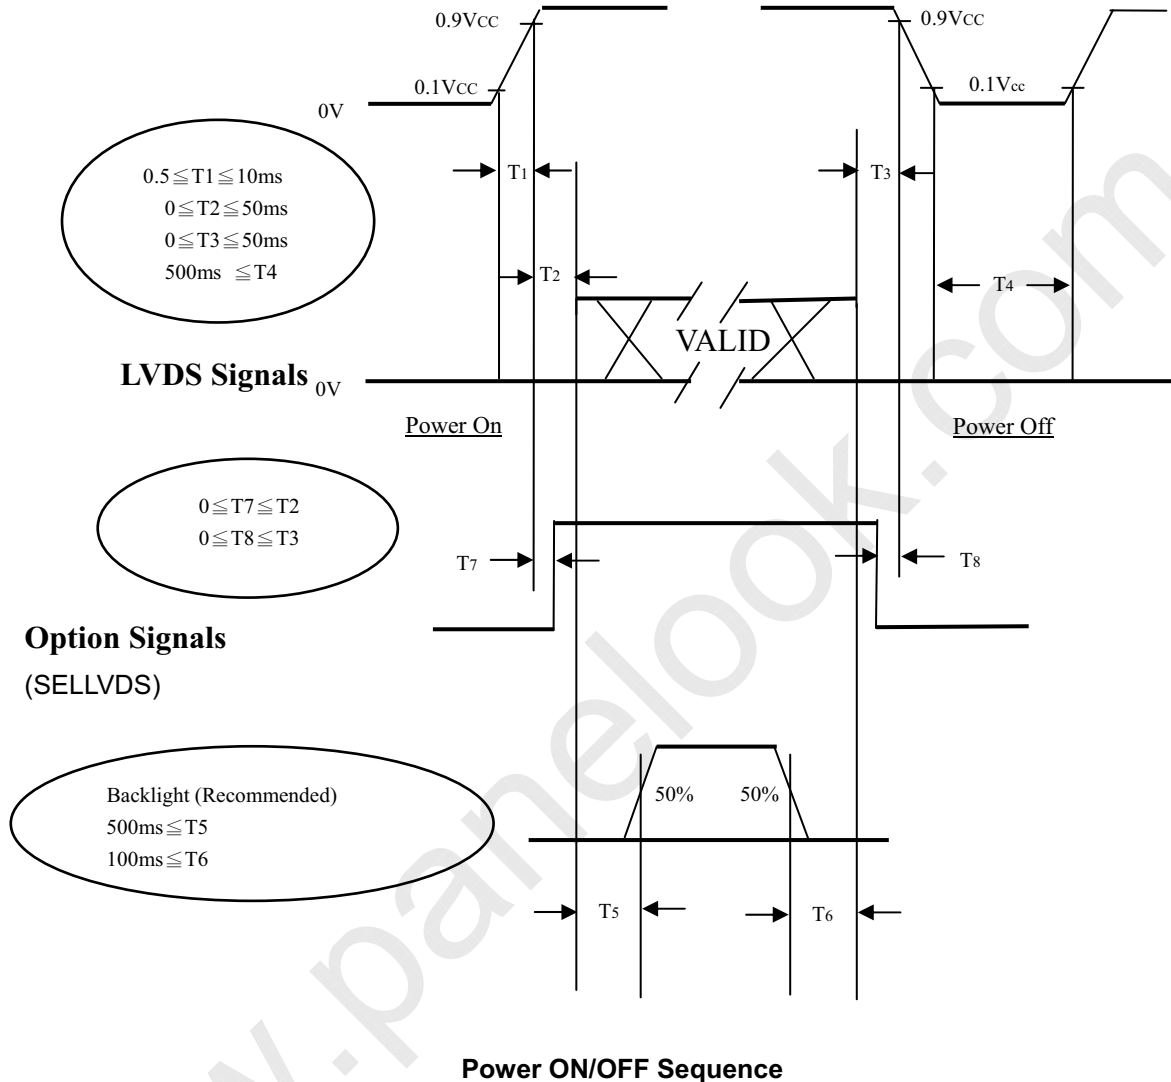 0.9VCC
0.9VCC
0.1VCC
0.1Vcc
0V
T1
T3
0.5≦T1≦10ms
0≦T2≦50ms
0≦T3≦50ms
500ms ≦T4
T2
T4
VALID
LVDS Signals
0V
Power On
Power Off
0≦T7≦T2
0≦T8≦T3
T7
T8
Option Signals
(SELLVDS)
Backlight (Recommended)
500ms≦T5
100ms≦T6
50%
50%
T5
T6
Power ON/OFF Sequence
w.panelook.com